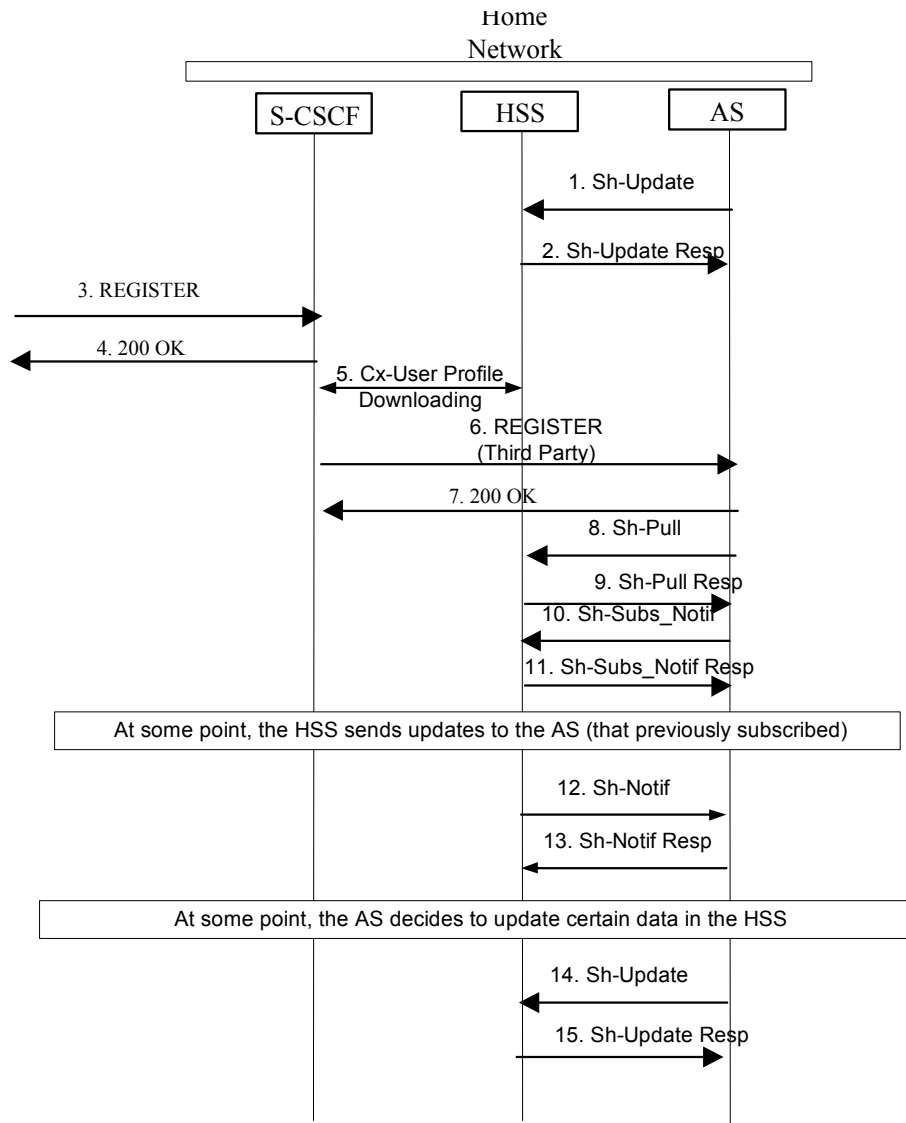 Home
Network
S-CSCF
HSS
AS
1. Sh-Update
2. Sh-Update Resp
3. REGISTER
4. 200 OK
5. Cx-User Profile
Downloading
6. REGISTER
(Third Party)
7. 200 OK
8. Sh-Pull
9. Sh-Pull Resp
10. Sh-Subs_Notif
11. Sh-Subs_Notif Resp
At some point, the HSS sends updates to the AS (that previously subscribed)
12. Sh-Notif
13. Sh-Notif Resp
At some point, the AS decides to update certain data in the HSS
14. Sh-Update
15. Sh-Update Resp